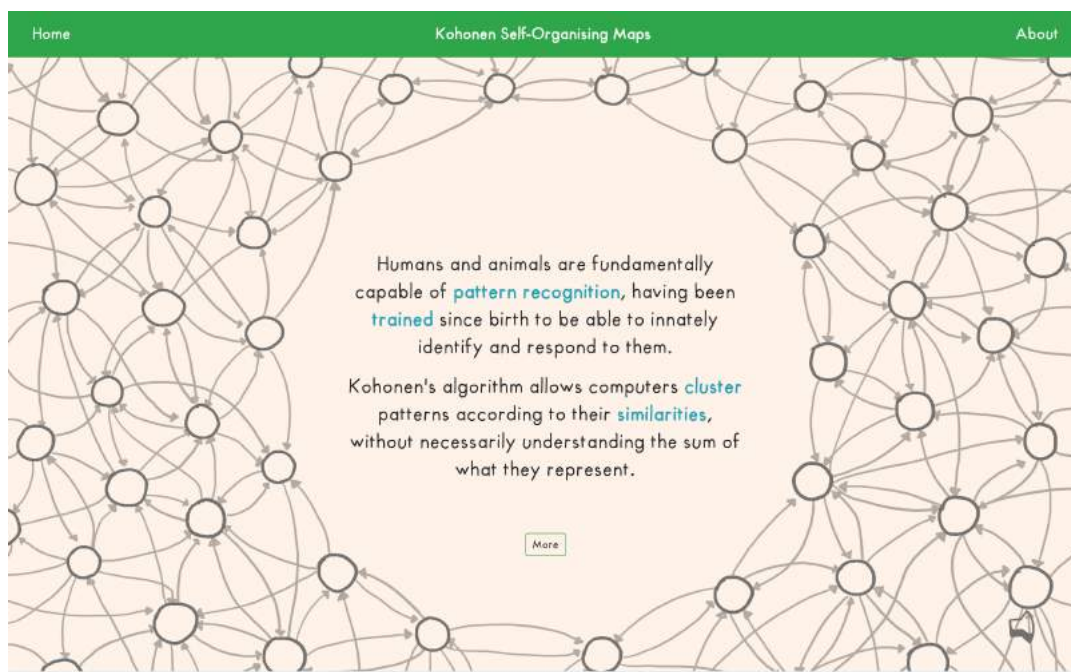 Home
Kohonen Self-Organising Maps
About
Humans and animals are fundamentally
capable of pattern recognition, having been
trained since birth to be able to innately
identify and respond to them.
Kohonen's algorithm allows computers cluster
patterns according to their similarities,
without necessarily understanding the sum of
what they represent.
More